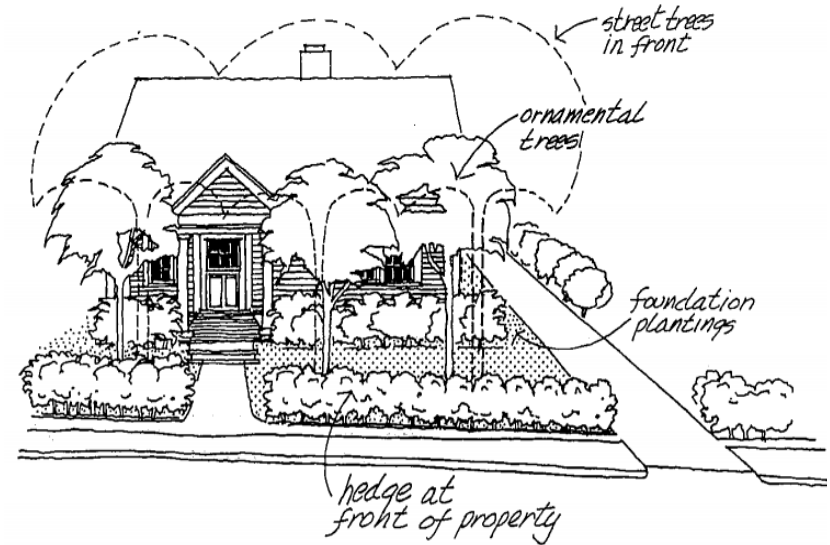 street trees
in front
ornamental
trees
foundation
plantings
hedge at
front of property